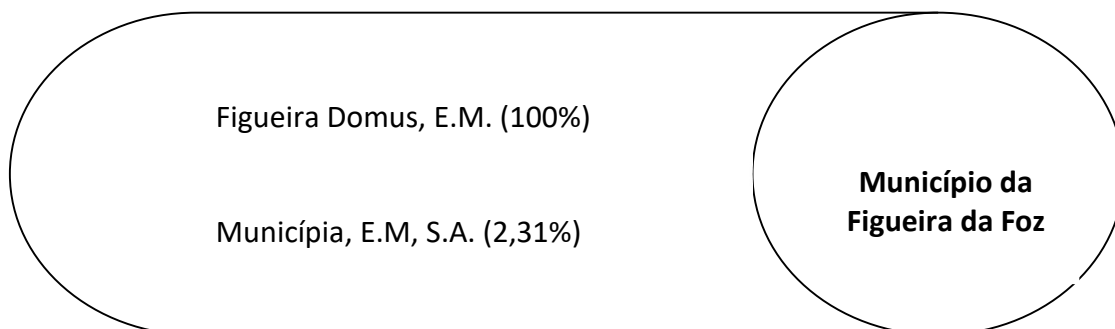 Figueira Domus, E.M. (100%)
Municípia, E.M, S.A. (2,31%)
Município da
Figueira da Foz